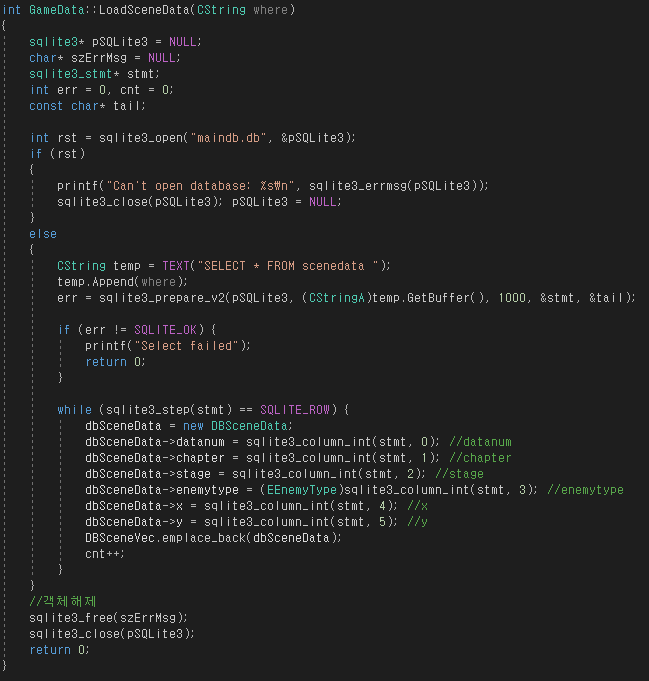 int GameData::LoadSceneData(CString where)
{
sqlite3* pSQLite3 = NULL;
char* szErrMsg = NULL;
sqlite3_stmt* stmt;
int err = 0, cnt = 0;
const char* tail;
int rst = sqlite3_open("maindb.db", &pSQLite3);
if (rst)
{
printf("Can't open database: %s₩n", sqlite3_errmsg(pSQLite3));
sqlite3_close(pSQLite3); pSQLite3 = NULL;
}
else
{
CString temp = TEXT("SELECT * FROM scenedata ");
temp.Append(where);
err = sqlite3_prepare_v2(pSQLite3, (CStringA)temp.GetBuffer(), 1000, &stmt, &tail);
if (err != SQLITE_OK) {
printf("Select failed");
return 0;
}
while (sqlite3_step(stmt) == SQLITE_ROW) {
dbSceneData = new DBSceneData;
dbSceneData->datanum = sqlite3_column_int(stmt, 0); //datanum
dbSceneData->chapter = sqlite3_column_int(stmt, 1); //chapter
dbSceneData->stage = sqlite3_column_int(stmt, 2); //stage
dbSceneData->enemytype = (EEnemyType)sqlite3_column_int(stmt, 3); //enemytype
dbSceneData->x = sqlite3_column_int(stmt, 4); //x
dbSceneData->y = sqlite3_column_int(stmt, 5); //y
DBSceneVec.emplace_back(dbSceneData);
cnt++;
}
}
//객체해제
sqlite3_free(szErrMsg);
sqlite3_close(pSQLite3);
return 0;
}